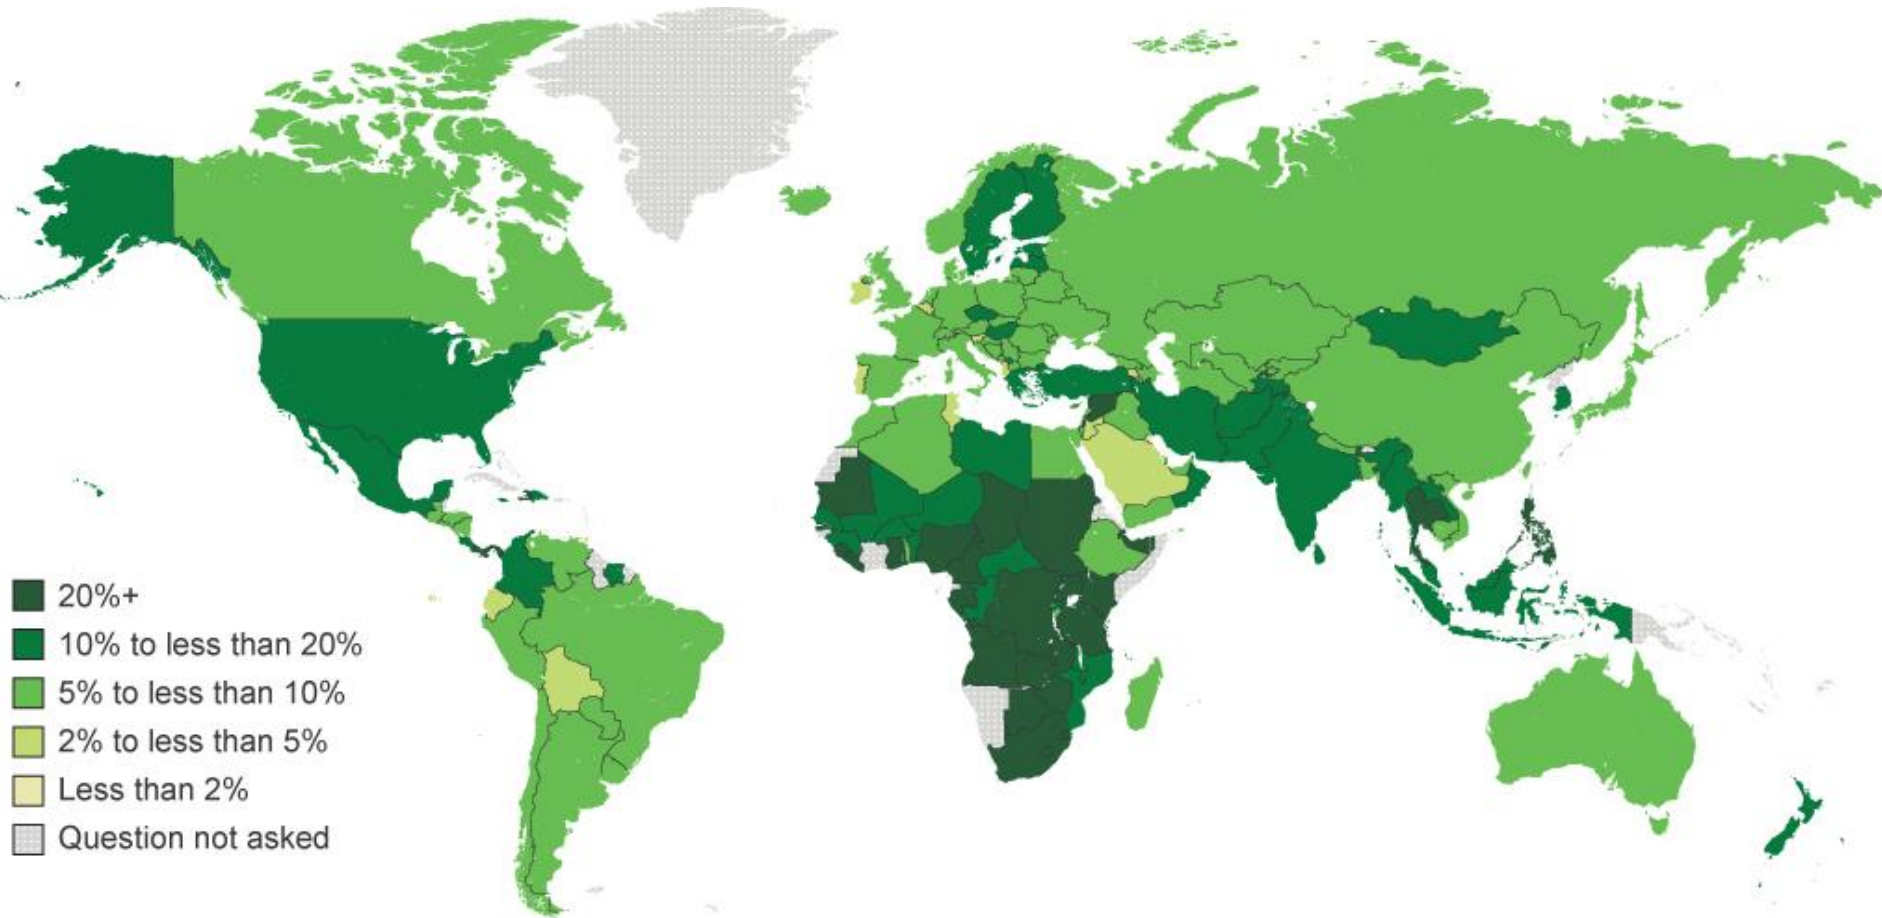 20%+
10% to less than 20%
5% to less than 10%
2% to less than 5%
Less than 2%
Question not asked